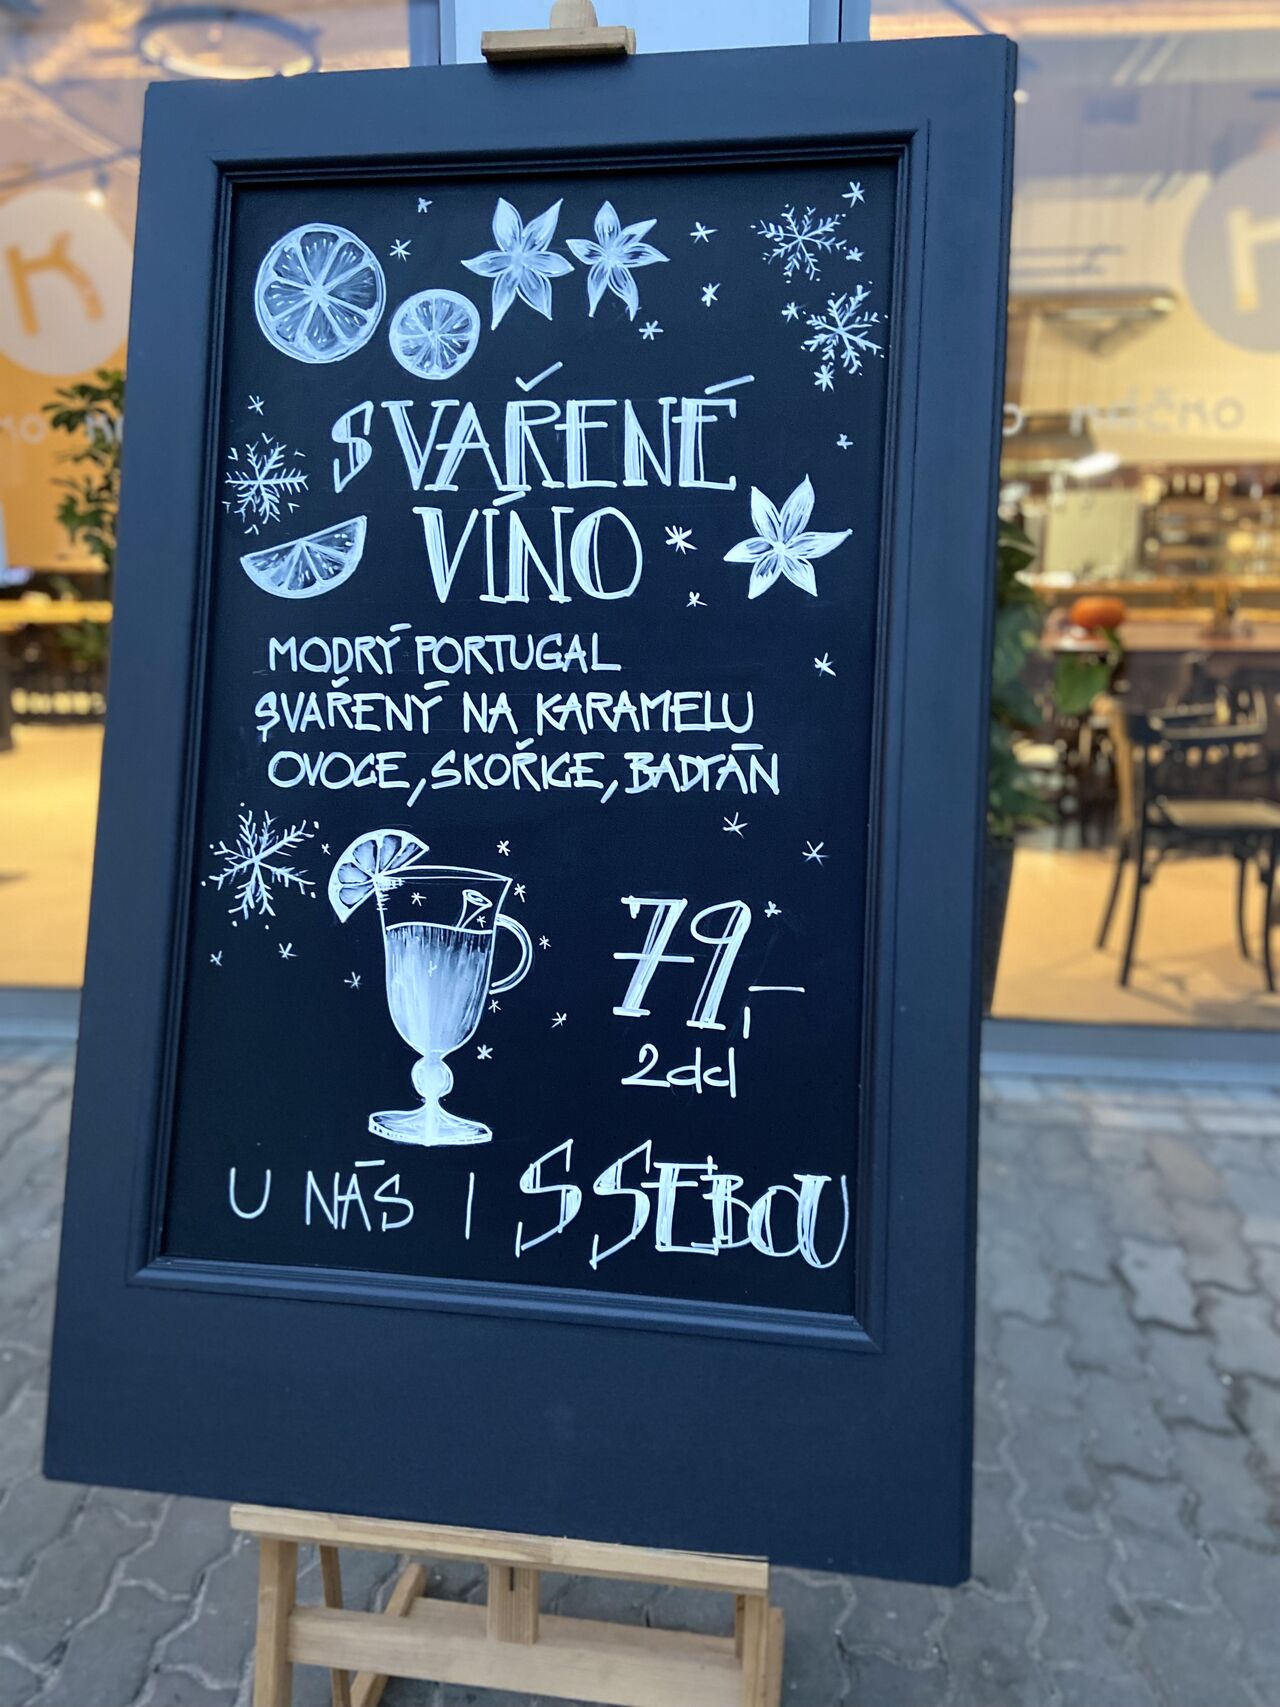 SVAŘENÉ
VÍNO
MODRÝ PORTUGAL
SVAŘENÝ NA KARAMELU
OVOCE, SKOŘICE, BADYÁN
79,–
2dcl
U NÁS I S SEBOU